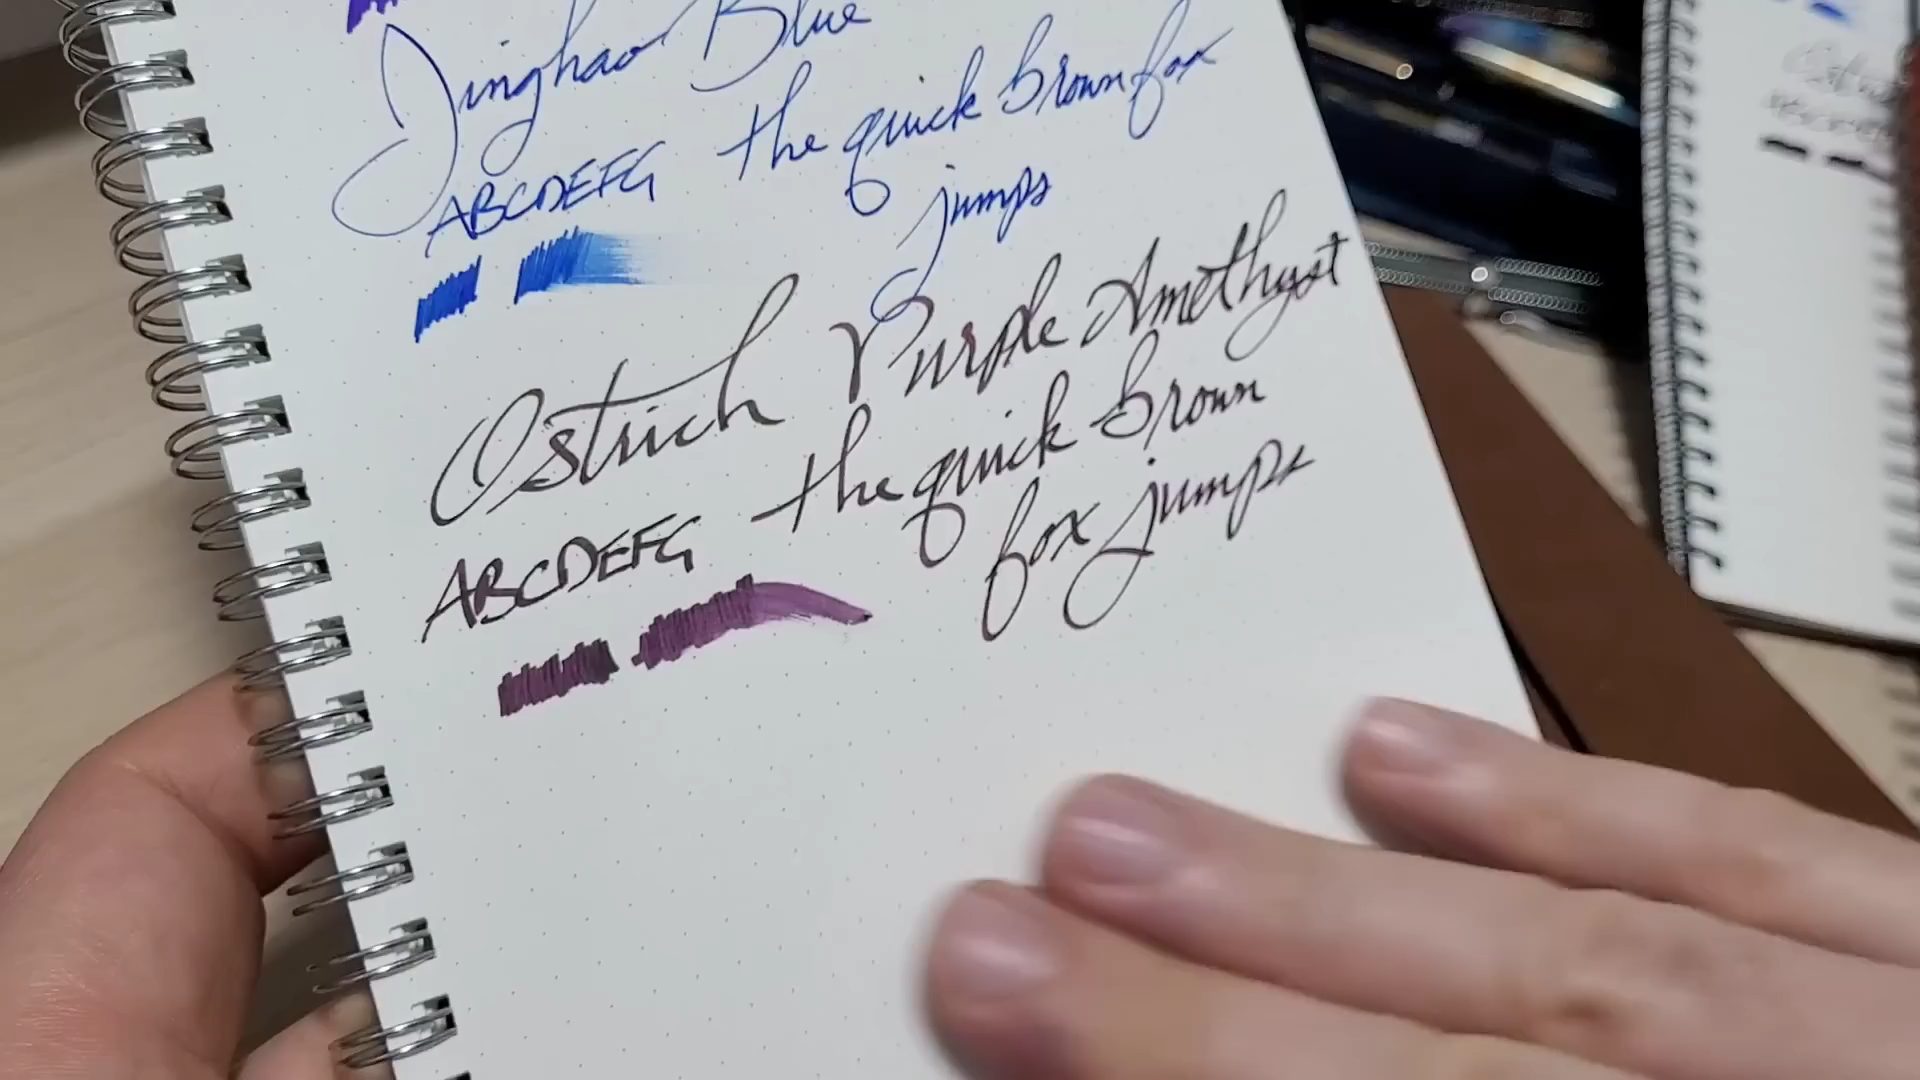 Jinghao Blue
ABCDEFG the quick brown fox
jumps
Ostrich Purple Amethyst
ABCDEFG the quick brown
fox jumps